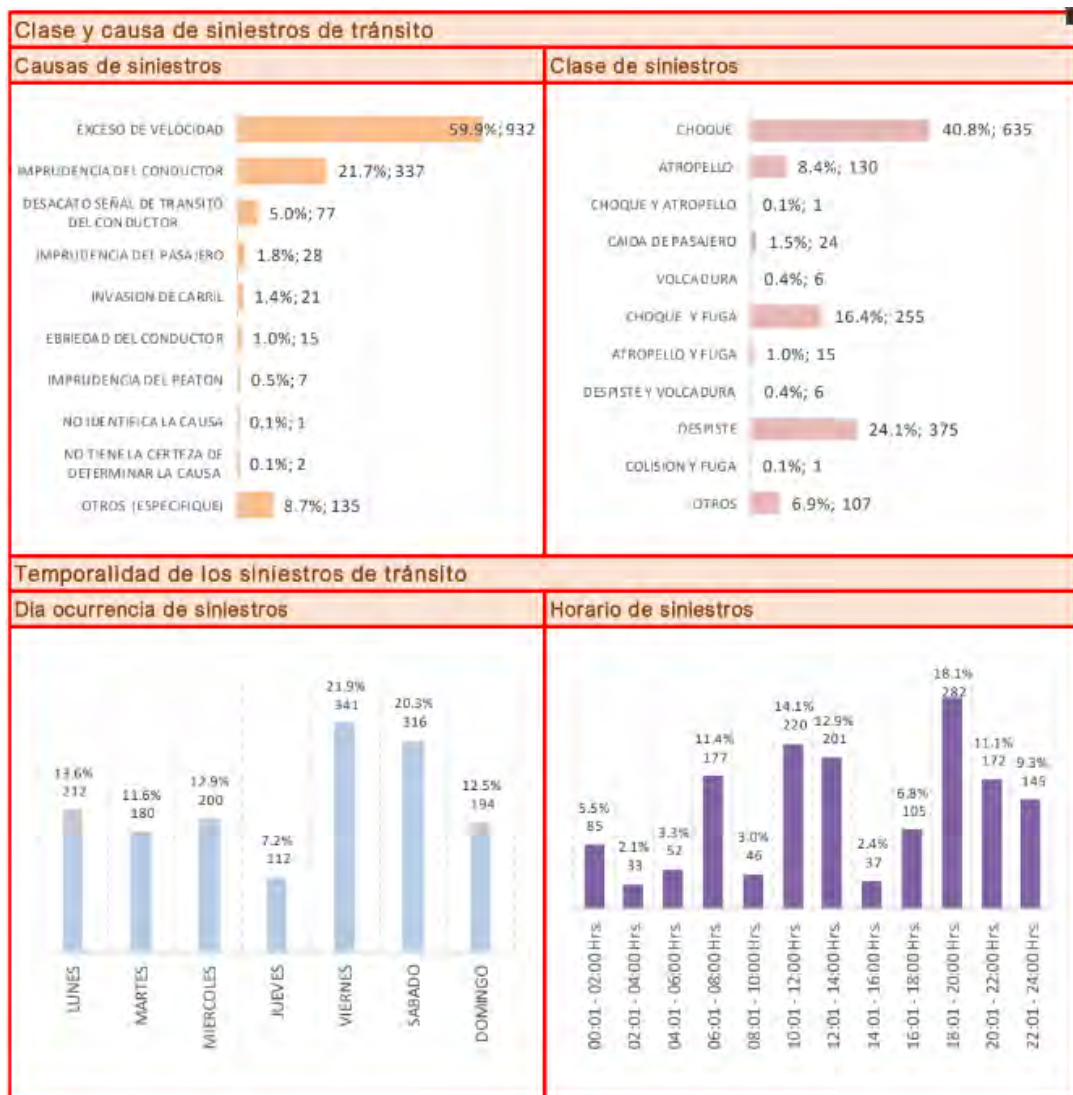 Clase y causa de siniestros de tránsito
Causas de siniestros
EXCESO DE VELOCIDAD 59.9%; 932
IMPRUDENCIA DEL CONDUCTOR 21.7%; 337
DESACATO SEÑAL DE TRANSITO
DEL CONDUCTOR 5.0%; 77
IMPRUDENCIA DEL PASAJERO 1.8%; 28
INVASION DE CARRIL 1.4%; 21
EBRIEDAD DEL CONDUCTOR 1.0%; 15
IMPRUDENCIA DEL PEATON 0.5%; 7
NO IDENTIFICA LA CAUSA 0.1%; 1
NO TIENE LA CERTEZA DE
DETERMINAR LA CAUSA 0.1%; 2
OTROS (ESPECIFIQUE) 8.7%; 135
Clase de siniestros
CHOQUE 40.8%; 635
ATROPELLO 8.4%; 130
CHOQUE Y ATROPELLO 0.1%; 1
CAIDA DE PASAJERO 1.5%; 24
VOLCADURA 0.4%; 6
CHOQUE Y FUGA 16.4%; 255
ATROPELLO Y FUGA 1.0%; 15
DESPISTE Y VOLCADURA 0.4%; 6
DESPISTE 24.1%; 375
COLISION Y FUGA 0.1%; 1
OTROS 6.9%; 107
Temporalidad de los siniestros de tránsito
Dia ocurrencia de siniestros
13.6%
212
LUNES
11.6%
180
MARTES
12.9%
200
MIERCOLES
7.2%
112
JUEVES
21.9%
341
VIERNES
20.3%
316
SABADO
12.5%
194
DOMINGO
Horario de siniestros
5.5%
85
00:01 - 02:00 Hrs.
2.1%
33
02:01 - 04:00 Hrs.
3.3%
52
04:01 - 06:00 Hrs.
11.4%
177
06:01 - 08:00 Hrs.
3.0%
46
08:01 - 10:00 Hrs.
14.1%
220
10:01 - 12:00 Hrs.
12.9%
201
12:01 - 14:00 Hrs.
2.4%
37
14:01 - 16:00 Hrs.
6.8%
105
16:01 - 18:00 Hrs.
18.1%
282
18:01 - 20:00 Hrs.
11.1%
172
20:01 - 22:00 Hrs.
9.3%
145
22:01 - 24:00 Hrs.